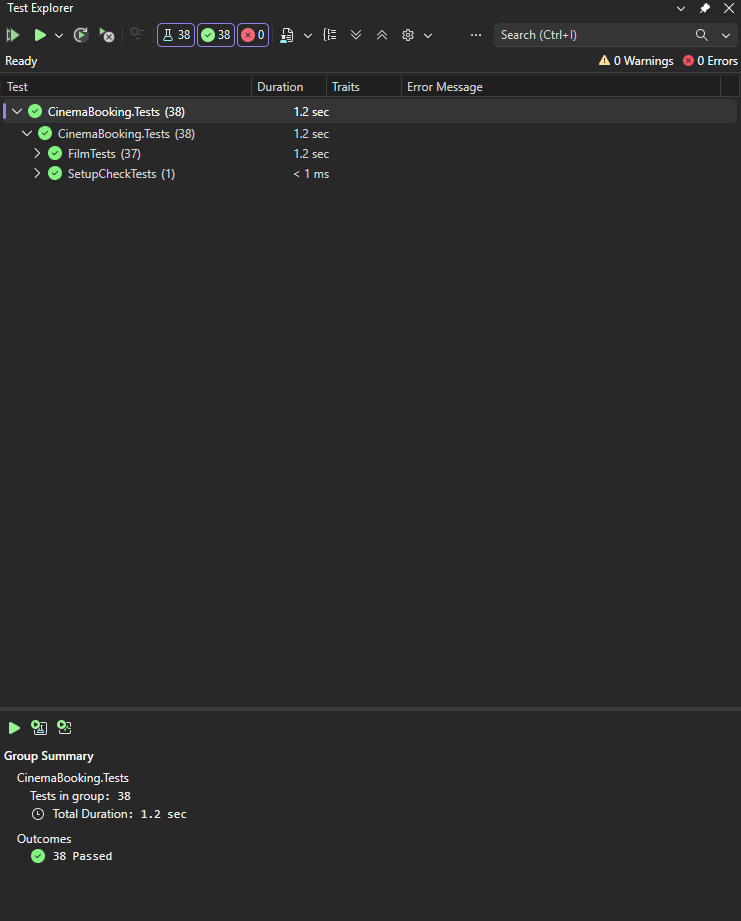 Test Explorer
38 38 0 Search (Ctrl+I)
Ready 0 Warnings 0 Errors
Test Duration Traits Error Message
CinemaBooking.Tests (38) 1.2 sec
CinemaBooking.Tests (38) 1.2 sec
FilmTests (37) 1.2 sec
SetupCheckTests (1) < 1 ms
Group Summary
CinemaBooking.Tests
Tests in group: 38
Total Duration: 1.2 sec
Outcomes
38 Passed